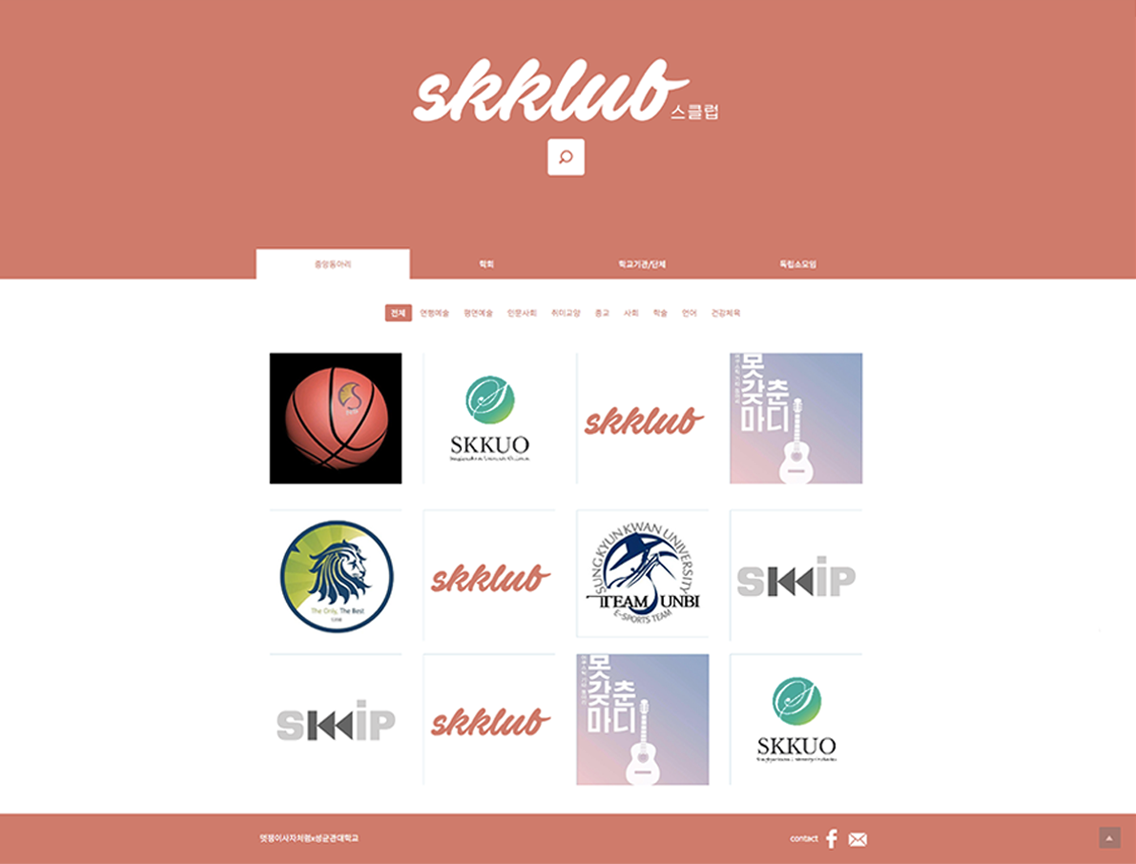 skklub 스클럽
중앙동아리 학회 학교기관/단체 독립소모임
전체 연행예술 평면예술 인문사회 취미교양 종교 사회 학술 언어 건강체육
SKKUO
skklub
못
갖춘
마디
The Only, The Best
skklub
SUNGKYUNKWAN UNIVERSITY
TEAM SUNBI
E-SPORTS TEAM
SKKIP
SKKIP
skklub
못
갖춘
마디
SKKUO
멋쟁이사자처럼x성균관대학교
contact